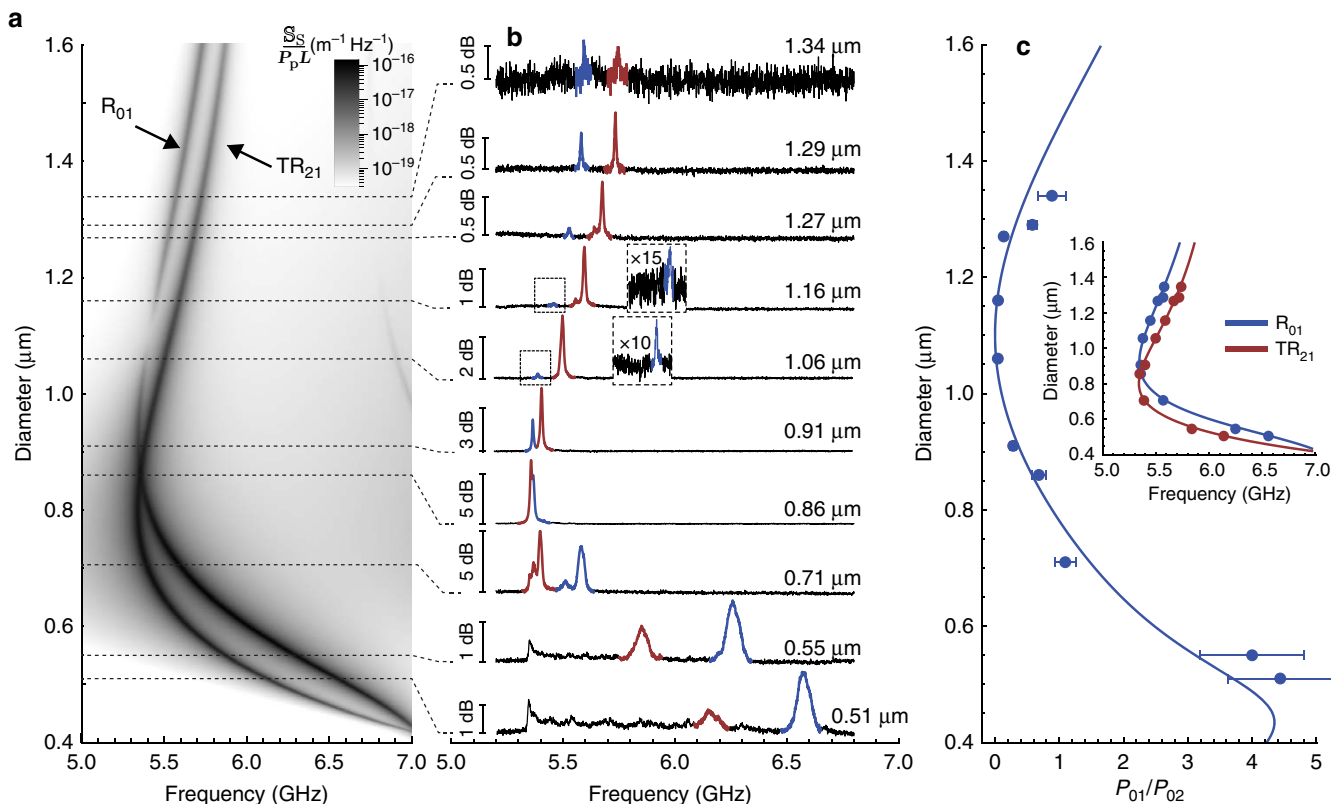 a
1.6
1.4
1.2
1.0
0.8
0.6
0.4
Diameter (μm)
5.0
5.5
6.0
6.5
7.0
Frequency (GHz)
R01
TR21
PpL
(m−1 Hz−1)
10−16
10−17
10−18
10−19
b
0.5 dB
1.34 μm
0.5 dB
1.29 μm
0.5 dB
1.27 μm
1 dB
×15
1.16 μm
2 dB
×10
1.06 μm
3 dB
0.91 μm
5 dB
0.86 μm
5 dB
0.71 μm
1 dB
0.55 μm
1 dB
0.51 μm
5.5
6.0
6.5
7.0
Frequency (GHz)
c
1.6
1.4
1.2
1.0
0.8
0.6
0.4
Diameter (μm)
0
1
2
3
4
5
P01/P02
1.6
1.4
1.2
1.0
0.8
0.6
0.4
Diameter (μm)
5.0
5.5
6.0
6.5
7.0
Frequency (GHz)
R01
TR21